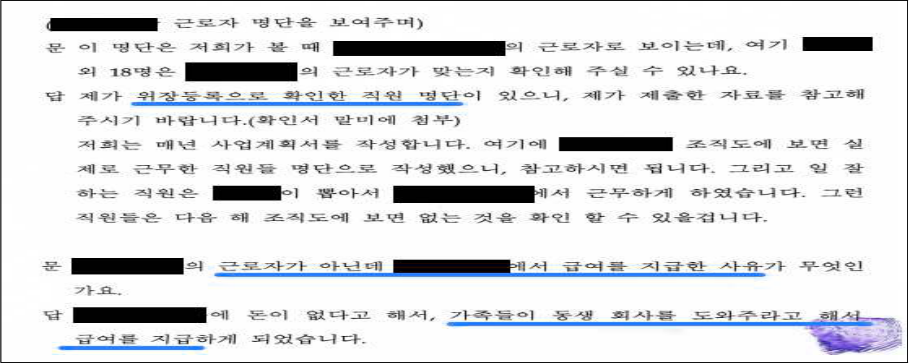 ( 근로자 명단을 보여주며)
문 이 명단은 저희가 볼 때 의 근로자로 보이는데, 여기
외 18명은 의 근로자가 맞는지 확인해 주실 수 있나요.
답 제가 위장등록으로 확인한 직원 명단이 있으니, 제가 제출한 자료를 참고해
주시기 바랍니다.(확인서 말미에 첨부)
저희는 매년 사업계획서를 작성합니다. 여기에 조직도에 보면 실
제로 근무한 직원들 명단으로 작성했으니, 참고하시면 됩니다. 그리고 일 잘
하는 직원은 이 뽑아서 에서 근무하게 하였습니다. 그런
직원들은 다음 해 조직도에 보면 없는 것을 확인 할 수 있을겁니다.
문 의 근로자가 아닌데 에서 급여를 지급한 사유가 무엇인
가요.
답 에 돈이 없다고 해서, 가족들이 동생 회사를 도와주라고 해서
급여를 지급하게 되었습니다.